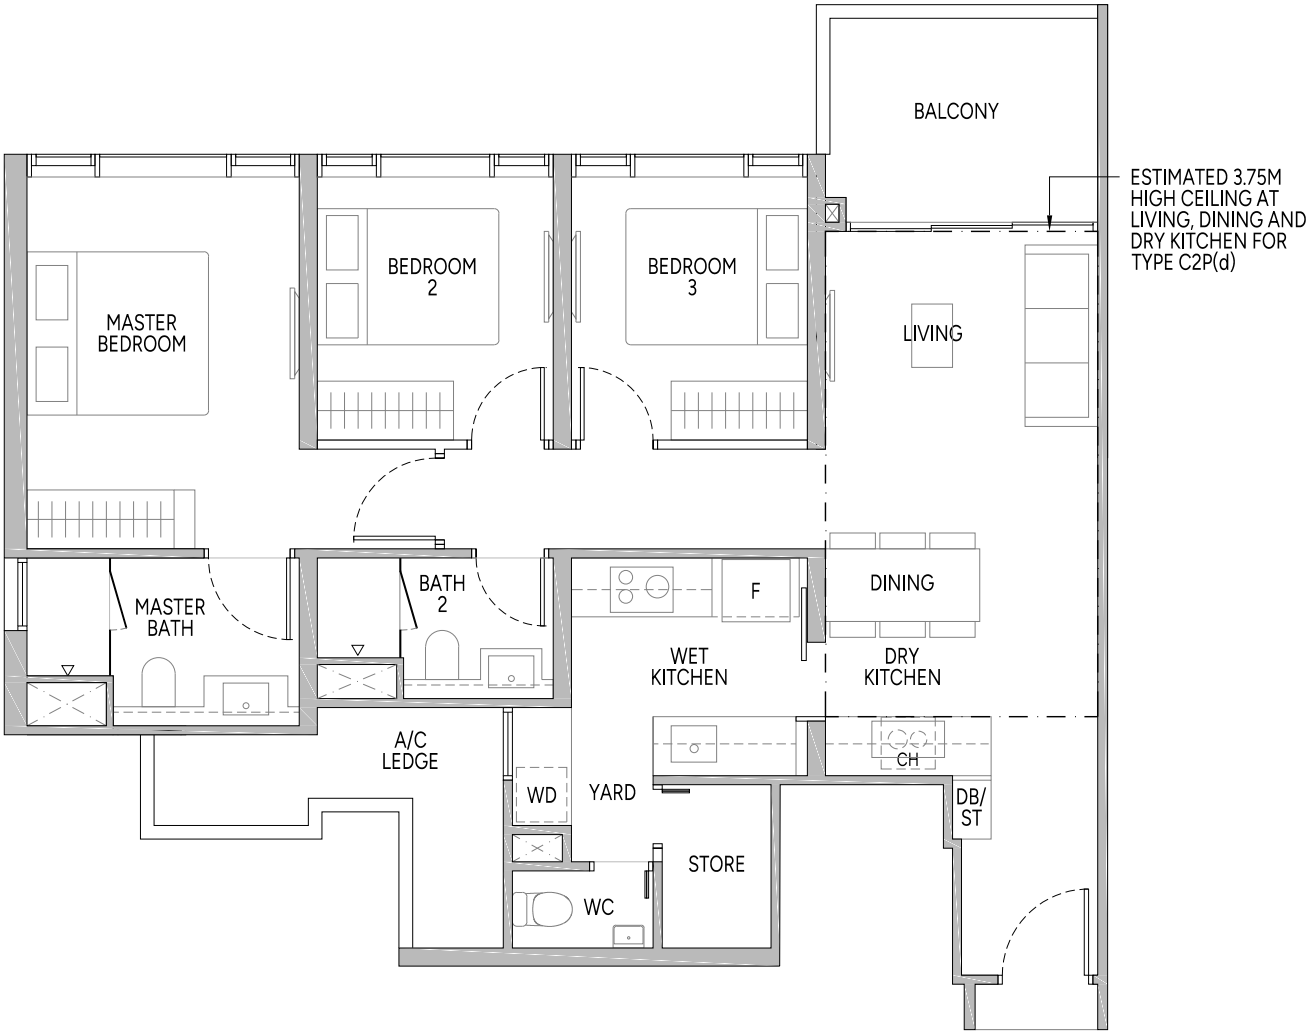 BALCONY
ESTIMATED 3.75M
HIGH CEILING AT
LIVING, DINING AND
DRY KITCHEN FOR
TYPE C2P(d)
MASTER
BEDROOM
BEDROOM
2
BEDROOM
3
LIVING
MASTER
BATH
BATH
2
F
DINING
WET
KITCHEN
DRY
KITCHEN
A/C
LEDGE
CH
WD
YARD
DB/
ST
STORE
WC